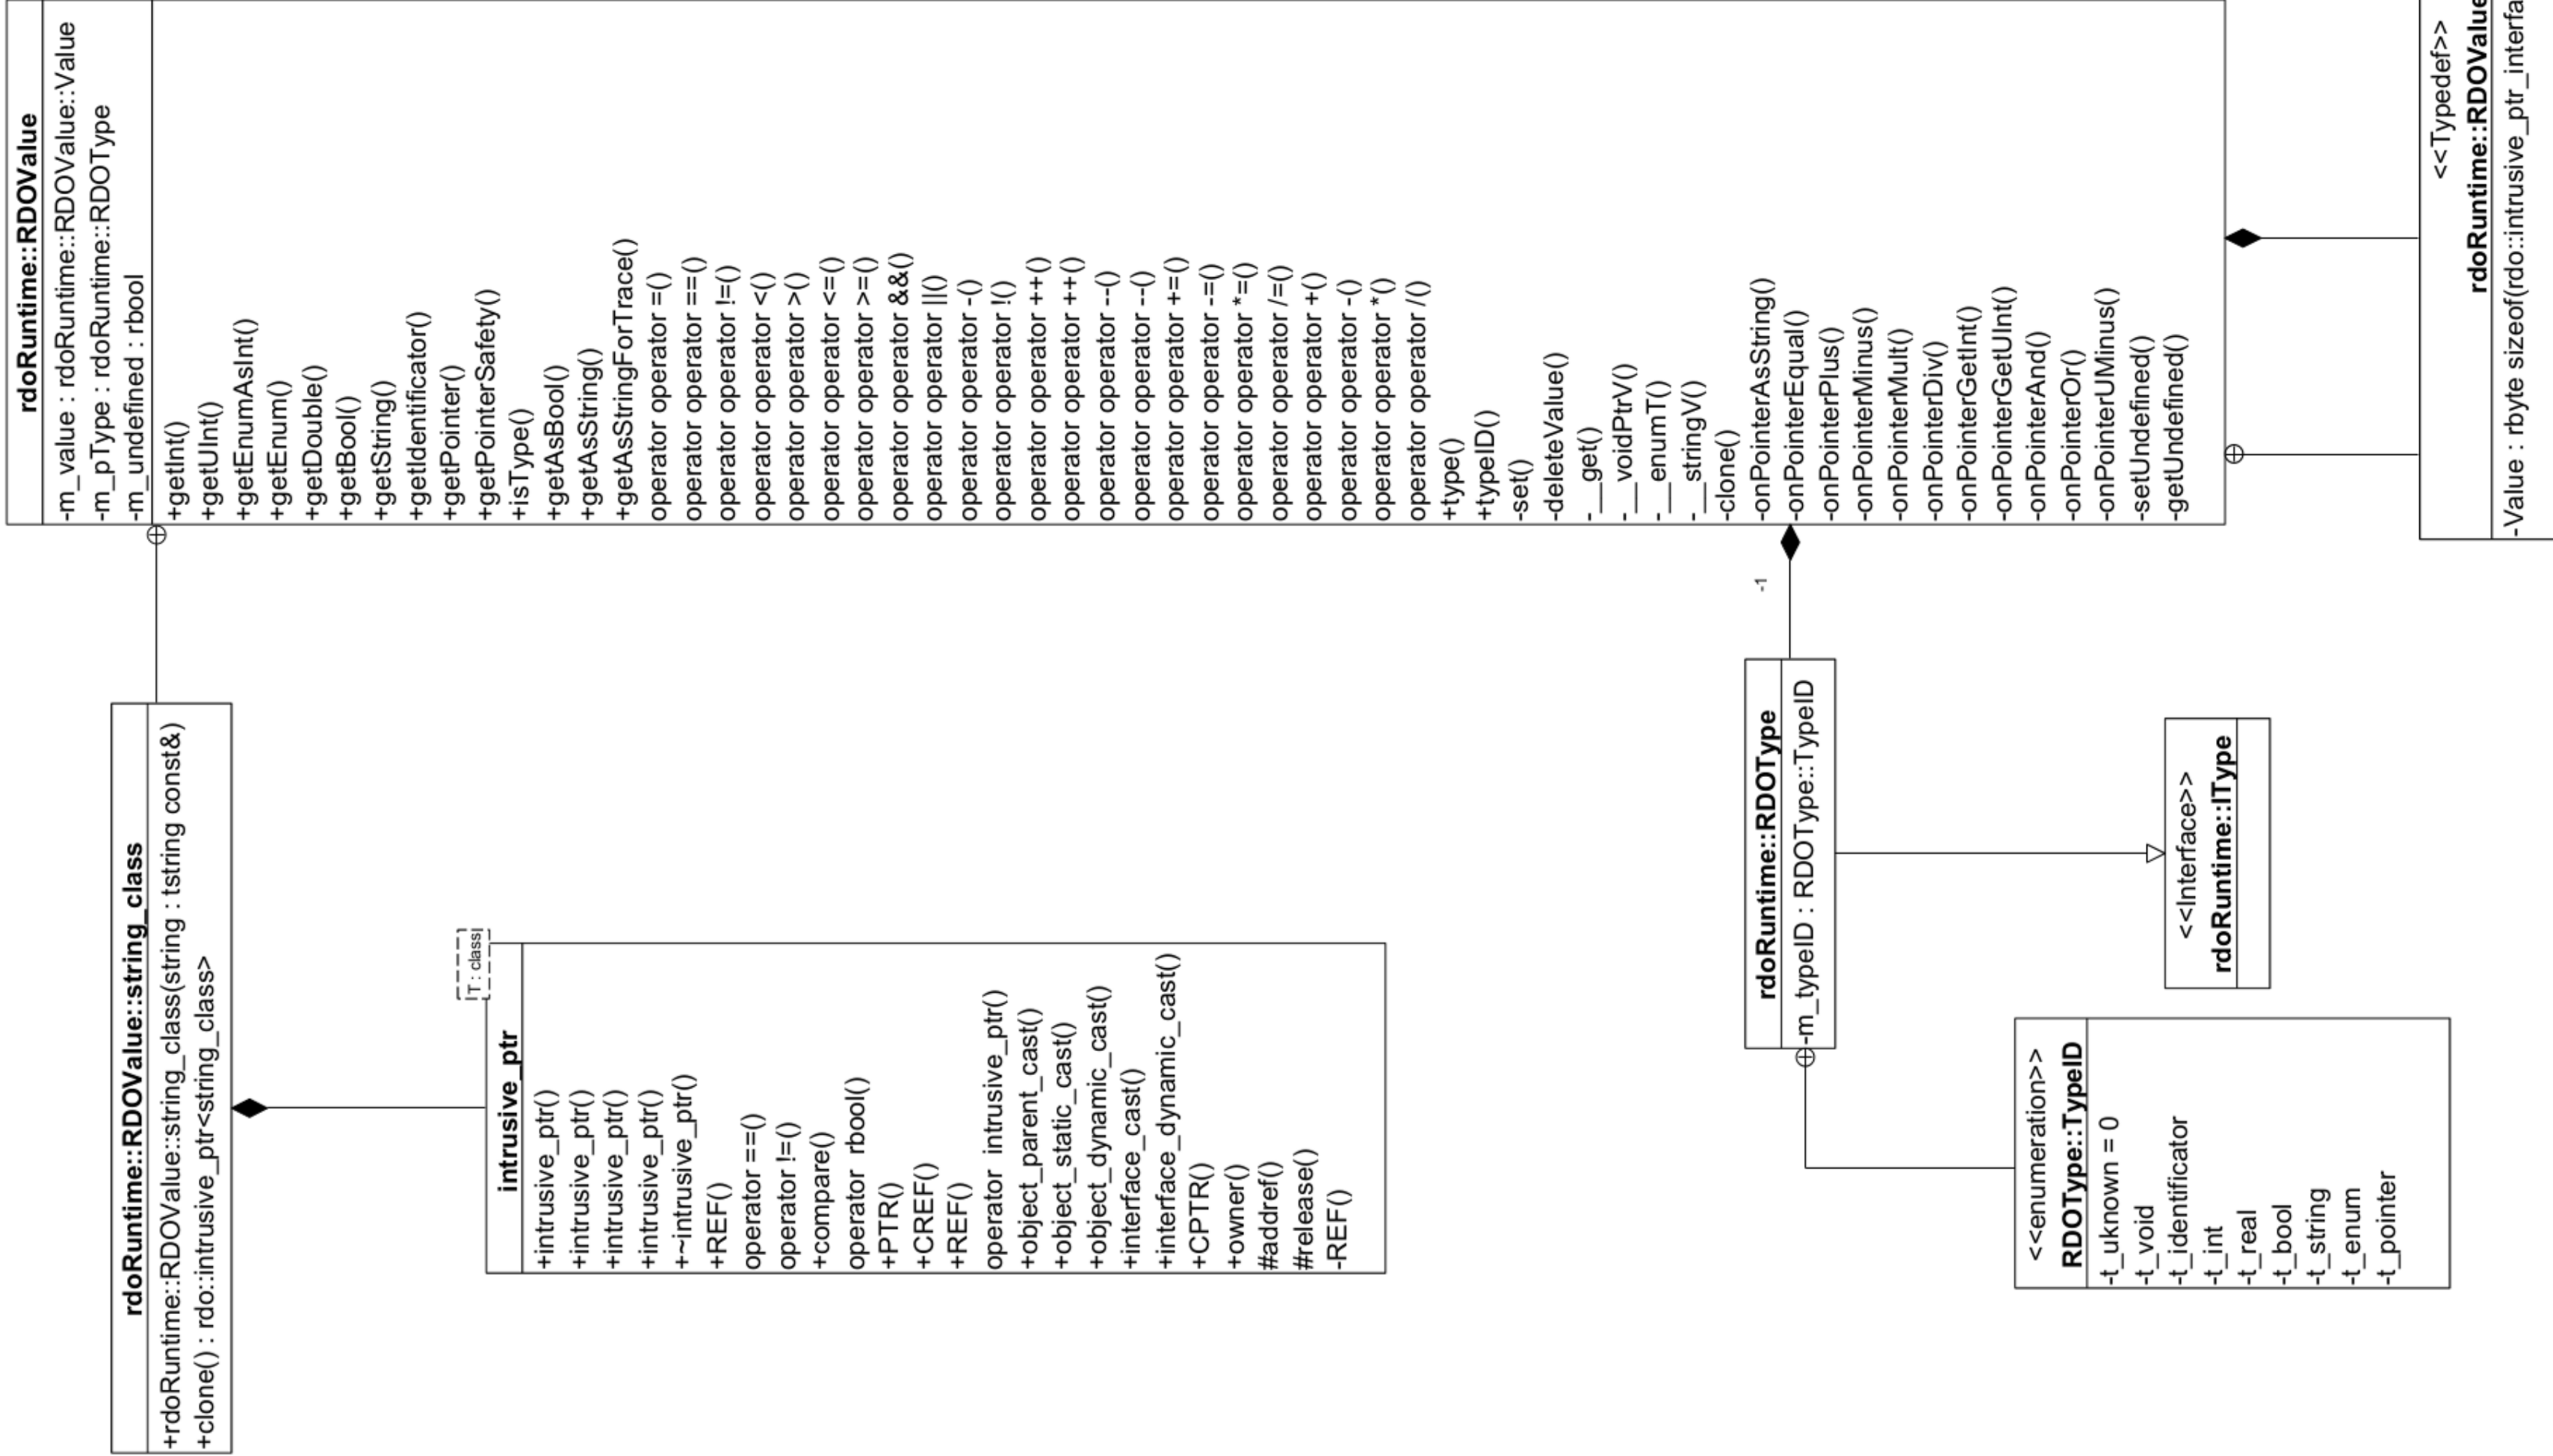 rdoRuntime::RDOValue::string_class
+rdoRuntime::RDOValue::string_class(string : tstring const&)
+clone() : rdo::intrusive_ptr<string_class>
rdoRuntime::RDOValue
-m_value : rdoRuntime::RDOValue::Value
-m_pType : rdoRuntime::RDOType
-m_undefined : rbool
+getInt()
+getUInt()
+getEnumAsInt()
+getEnum()
+getDouble()
+getBool()
+getString()
+getIdentificator()
+getPointer()
+getPointerSafety()
+isType()
+getAsBool()
+getAsString()
+getAsStringForTrace()
operator operator =()
operator operator ==()
operator operator !=()
operator operator <()
operator operator >()
operator operator <=()
operator operator >=()
operator operator &&()
operator operator ||()
operator operator -()
operator operator !()
operator operator ++()
operator operator ++()
operator operator --()
operator operator --()
operator operator +=()
operator operator -=()
operator operator *=()
operator operator /=()
operator operator +()
operator operator -()
operator operator *()
operator operator /()
+type()
+typeID()
-set()
-deleteValue()
-__get()
-__voidPtrV()
-__enumT()
-__stringV()
-clone()
-onPointerAsString()
-onPointerEqual()
-onPointerPlus()
-onPointerMinus()
-onPointerMult()
-onPointerDiv()
-onPointerGetInt()
-onPointerGetUInt()
-onPointerAnd()
-onPointerOr()
-onPointerUMinus()
-setUndefined()
-getUndefined()
T : class
intrusive_ptr
+intrusive_ptr()
+intrusive_ptr()
+intrusive_ptr()
+intrusive_ptr()
+~intrusive_ptr()
+REF()
operator ==()
operator !=()
+compare()
operator rbool()
+PTR()
+CREF()
+REF()
operator intrusive_ptr()
+object_parent_cast()
+object_static_cast()
+object_dynamic_cast()
+interface_cast()
+interface_dynamic_cast()
+CPTR()
+owner()
#addref()
#release()
-REF()
-1
rdoRuntime::RDOType
-m_typeID : RDOType::TypeID
<<enumeration>>
RDOType::TypeID
-t_uknown = 0
-t_void
-t_identificator
-t_int
-t_real
-t_bool
-t_string
-t_enum
-t_pointer
<<Interface>>
rdoRuntime::IType
<<Typedef>>
rdoRuntime::RDOValue
-Value : rbyte sizeof(rdo::intrusive_ptr_interfa